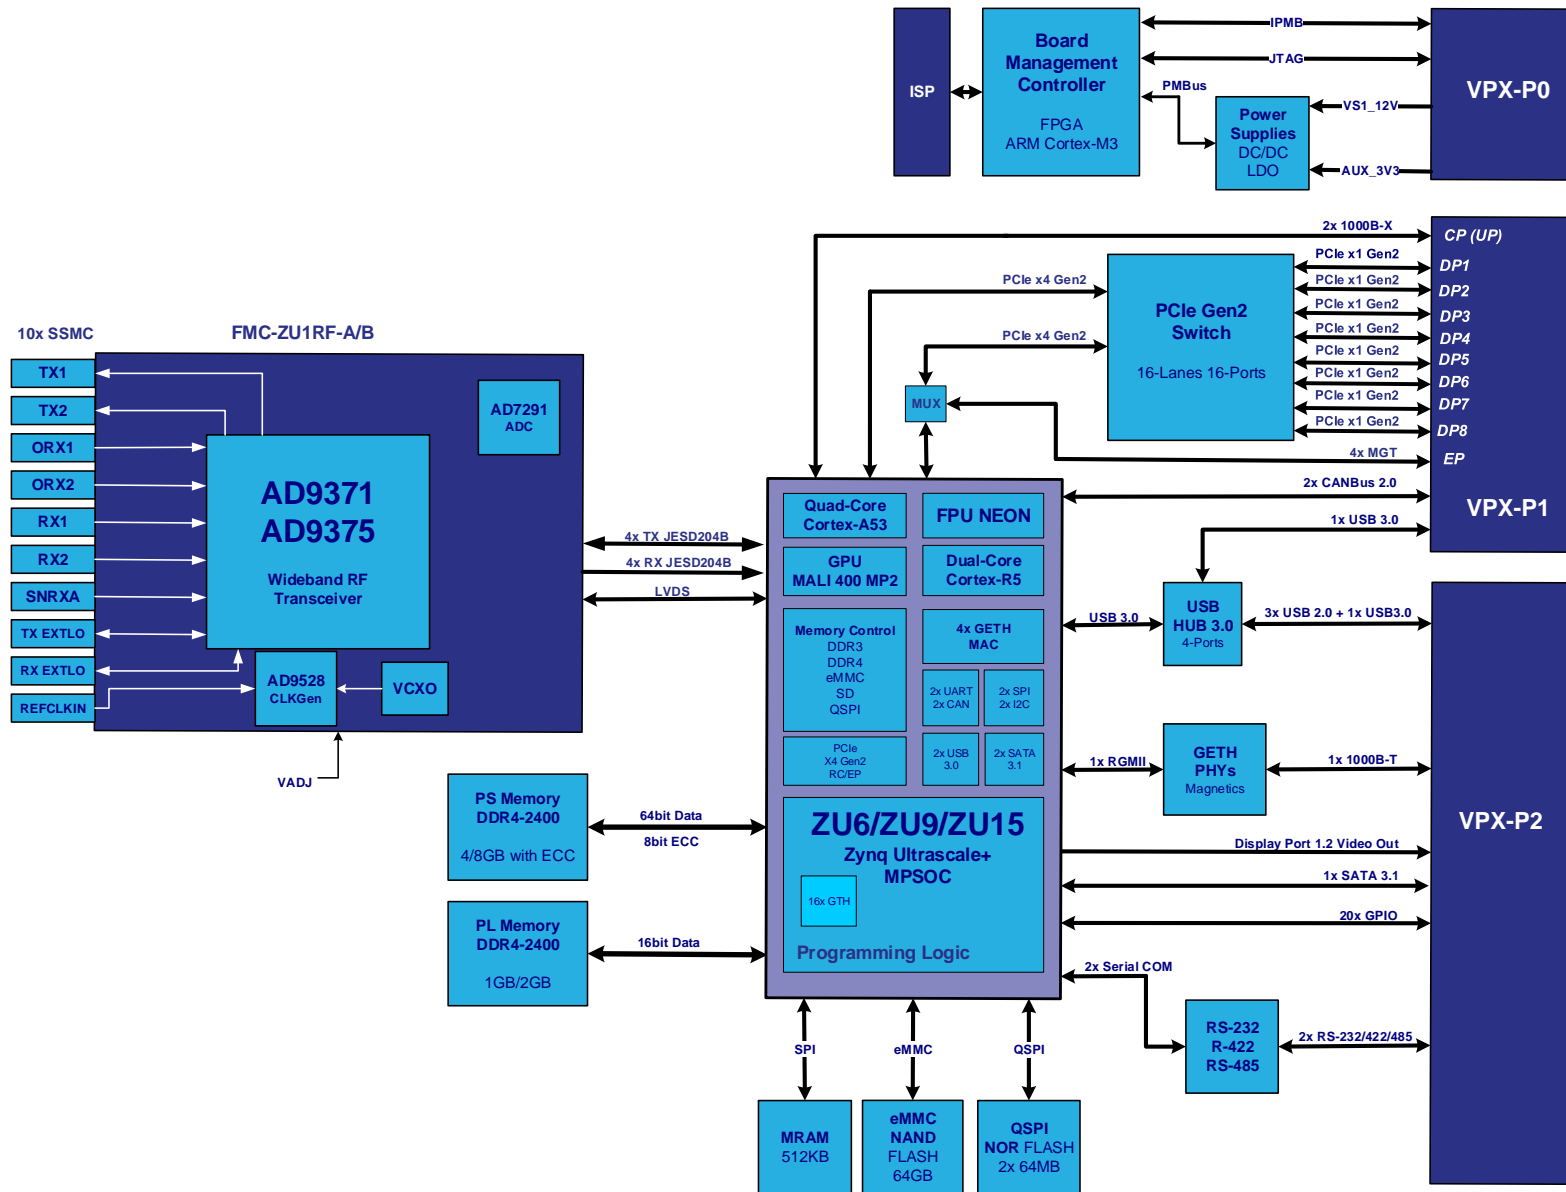 IPMB
Board
Management
Controller
FPGA
ARM Cortex-M3
ISP
JTAG
PMBus
Power
Supplies
DC/DC
LDO
VS1_12V
AUX_3V3
VPX-P0
2x 1000B-X
CP (UP)
PCIe x1 Gen2
DP1
PCIe x1 Gen2
DP2
PCIe x1 Gen2
DP3
PCIe x1 Gen2
DP4
PCIe x1 Gen2
DP5
PCIe x1 Gen2
DP6
PCIe x1 Gen2
DP7
PCIe x1 Gen2
DP8
4x MGT
EP
PCIe x4 Gen2
PCIe x4 Gen2
PCIe Gen2
Switch
16-Lanes 16-Ports
MUX
2x CANBus 2.0
VPX-P1
1x USB 3.0
10x SSMC
FMC-ZU1RF-A/B
TX1
TX2
ORX1
ORX2
RX1
RX2
SNRXA
TX EXTLO
RX EXTLO
REFCLKIN
AD7291
ADC
AD9371
AD9375
Wideband RF
Transceiver
AD9528
CLKGen
VCXO
VADJ
4x TX JESD204B
4x RX JESD204B
LVDS
Quad-Core
Cortex-A53
FPU NEON
GPU
MALI 400 MP2
Dual-Core
Cortex-R5
Memory Control
DDR3
DDR4
eMMC
SD
QSPI
4x GETH
MAC
2x UART
2x CAN
2x SPI
2x I2C
PCIe
X4 Gen2
RC/EP
2x USB
3.0
2x SATA
3.1
ZU6/ZU9/ZU15
Zynq Ultrascale+
MPSOC
16x GTH
Programming Logic
USB 3.0
USB
HUB 3.0
4-Ports
3x USB 2.0 + 1x USB3.0
1x RGMII
GETH
PHYs
Magnetics
1x 1000B-T
VPX-P2
Display Port 1.2 Video Out
1x SATA 3.1
20x GPIO
2x Serial COM
RS-232
R-422
RS-485
2x RS-232/422/485
PS Memory
DDR4-2400
4/8GB with ECC
64bit Data
8bit ECC
PL Memory
DDR4-2400
1GB/2GB
16bit Data
SPI
eMMC
QSPI
MRAM
512KB
eMMC
NAND
FLASH
64GB
QSPI
NOR FLASH
2x 64MB